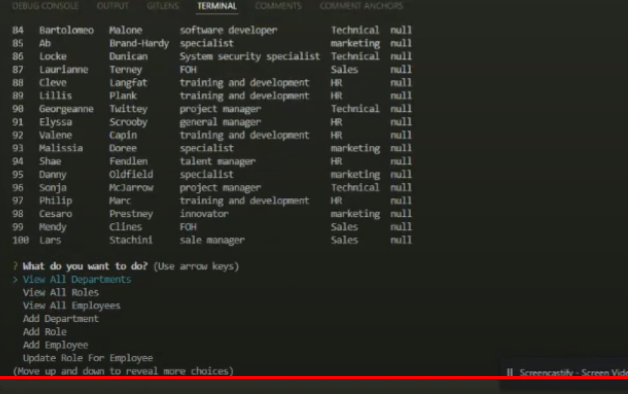 DEBUG CONSOLE OUTPUT GITLENS TERMINAL COMMENTS COMMENT ANCHORS
84 Bartolomeo Malone software developer Technical null
85 Ab Brand-Hardy specialist marketing null
86 Locke Dunican System security specialist Technical null
87 Laurianne Terney FOH Sales null
88 Cleve Langfat training and development HR null
89 Lillis Plank training and development HR null
90 Georgeanne Twittey project manager Technical null
91 Elyssa Scrooby general manager HR null
92 Valene Capin training and development HR null
93 Malissia Doree specialist marketing null
94 Shae Fendlen talent manager HR null
95 Danny Oldfield specialist marketing null
96 Sonja McJarrow project manager Technical null
97 Philip Marc training and development HR null
98 Cesaro Prestney innovator marketing null
99 Mendy Clines FOH Sales null
100 Lars Stachini sale manager Sales null
? What do you want to do? (Use arrow keys)
> View All Departments
View All Roles
View All Employees
Add Department
Add Role
Add Employee
Update Role For Employee
(Move up and down to reveal more choices)
Screencastify - Screen Vide